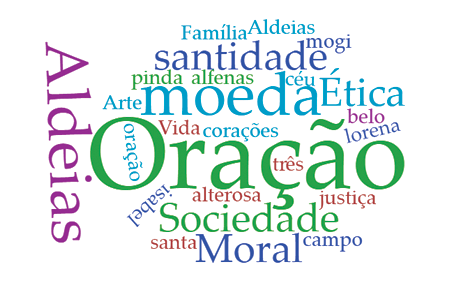 Família Aldeias
mogi
santidade
pinda alfenas céu
Arte moeda Ética
Aldeias
belo
oração Vida corações lorena
Oração
três
isabel alterosa justiça
Sociedade
santa Moral campo